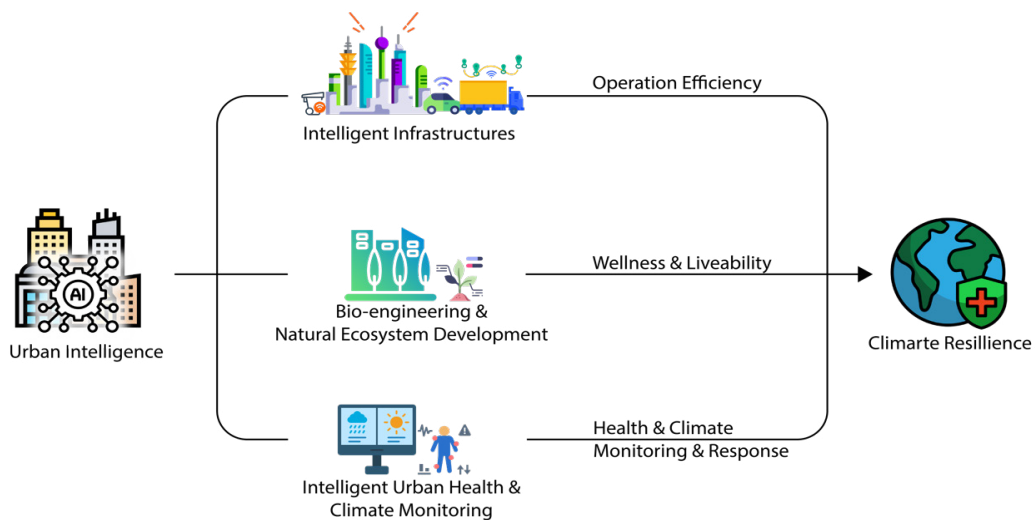 Operation Efficiency
Intelligent Infrastructures
AI
Urban Intelligence
Bio-engineering &
Natural Ecosystem Development
Wellness & Liveability
Climarte Resillience
Intelligent Urban Health &
Climate Monitoring
Health & Climate
Monitoring & Response